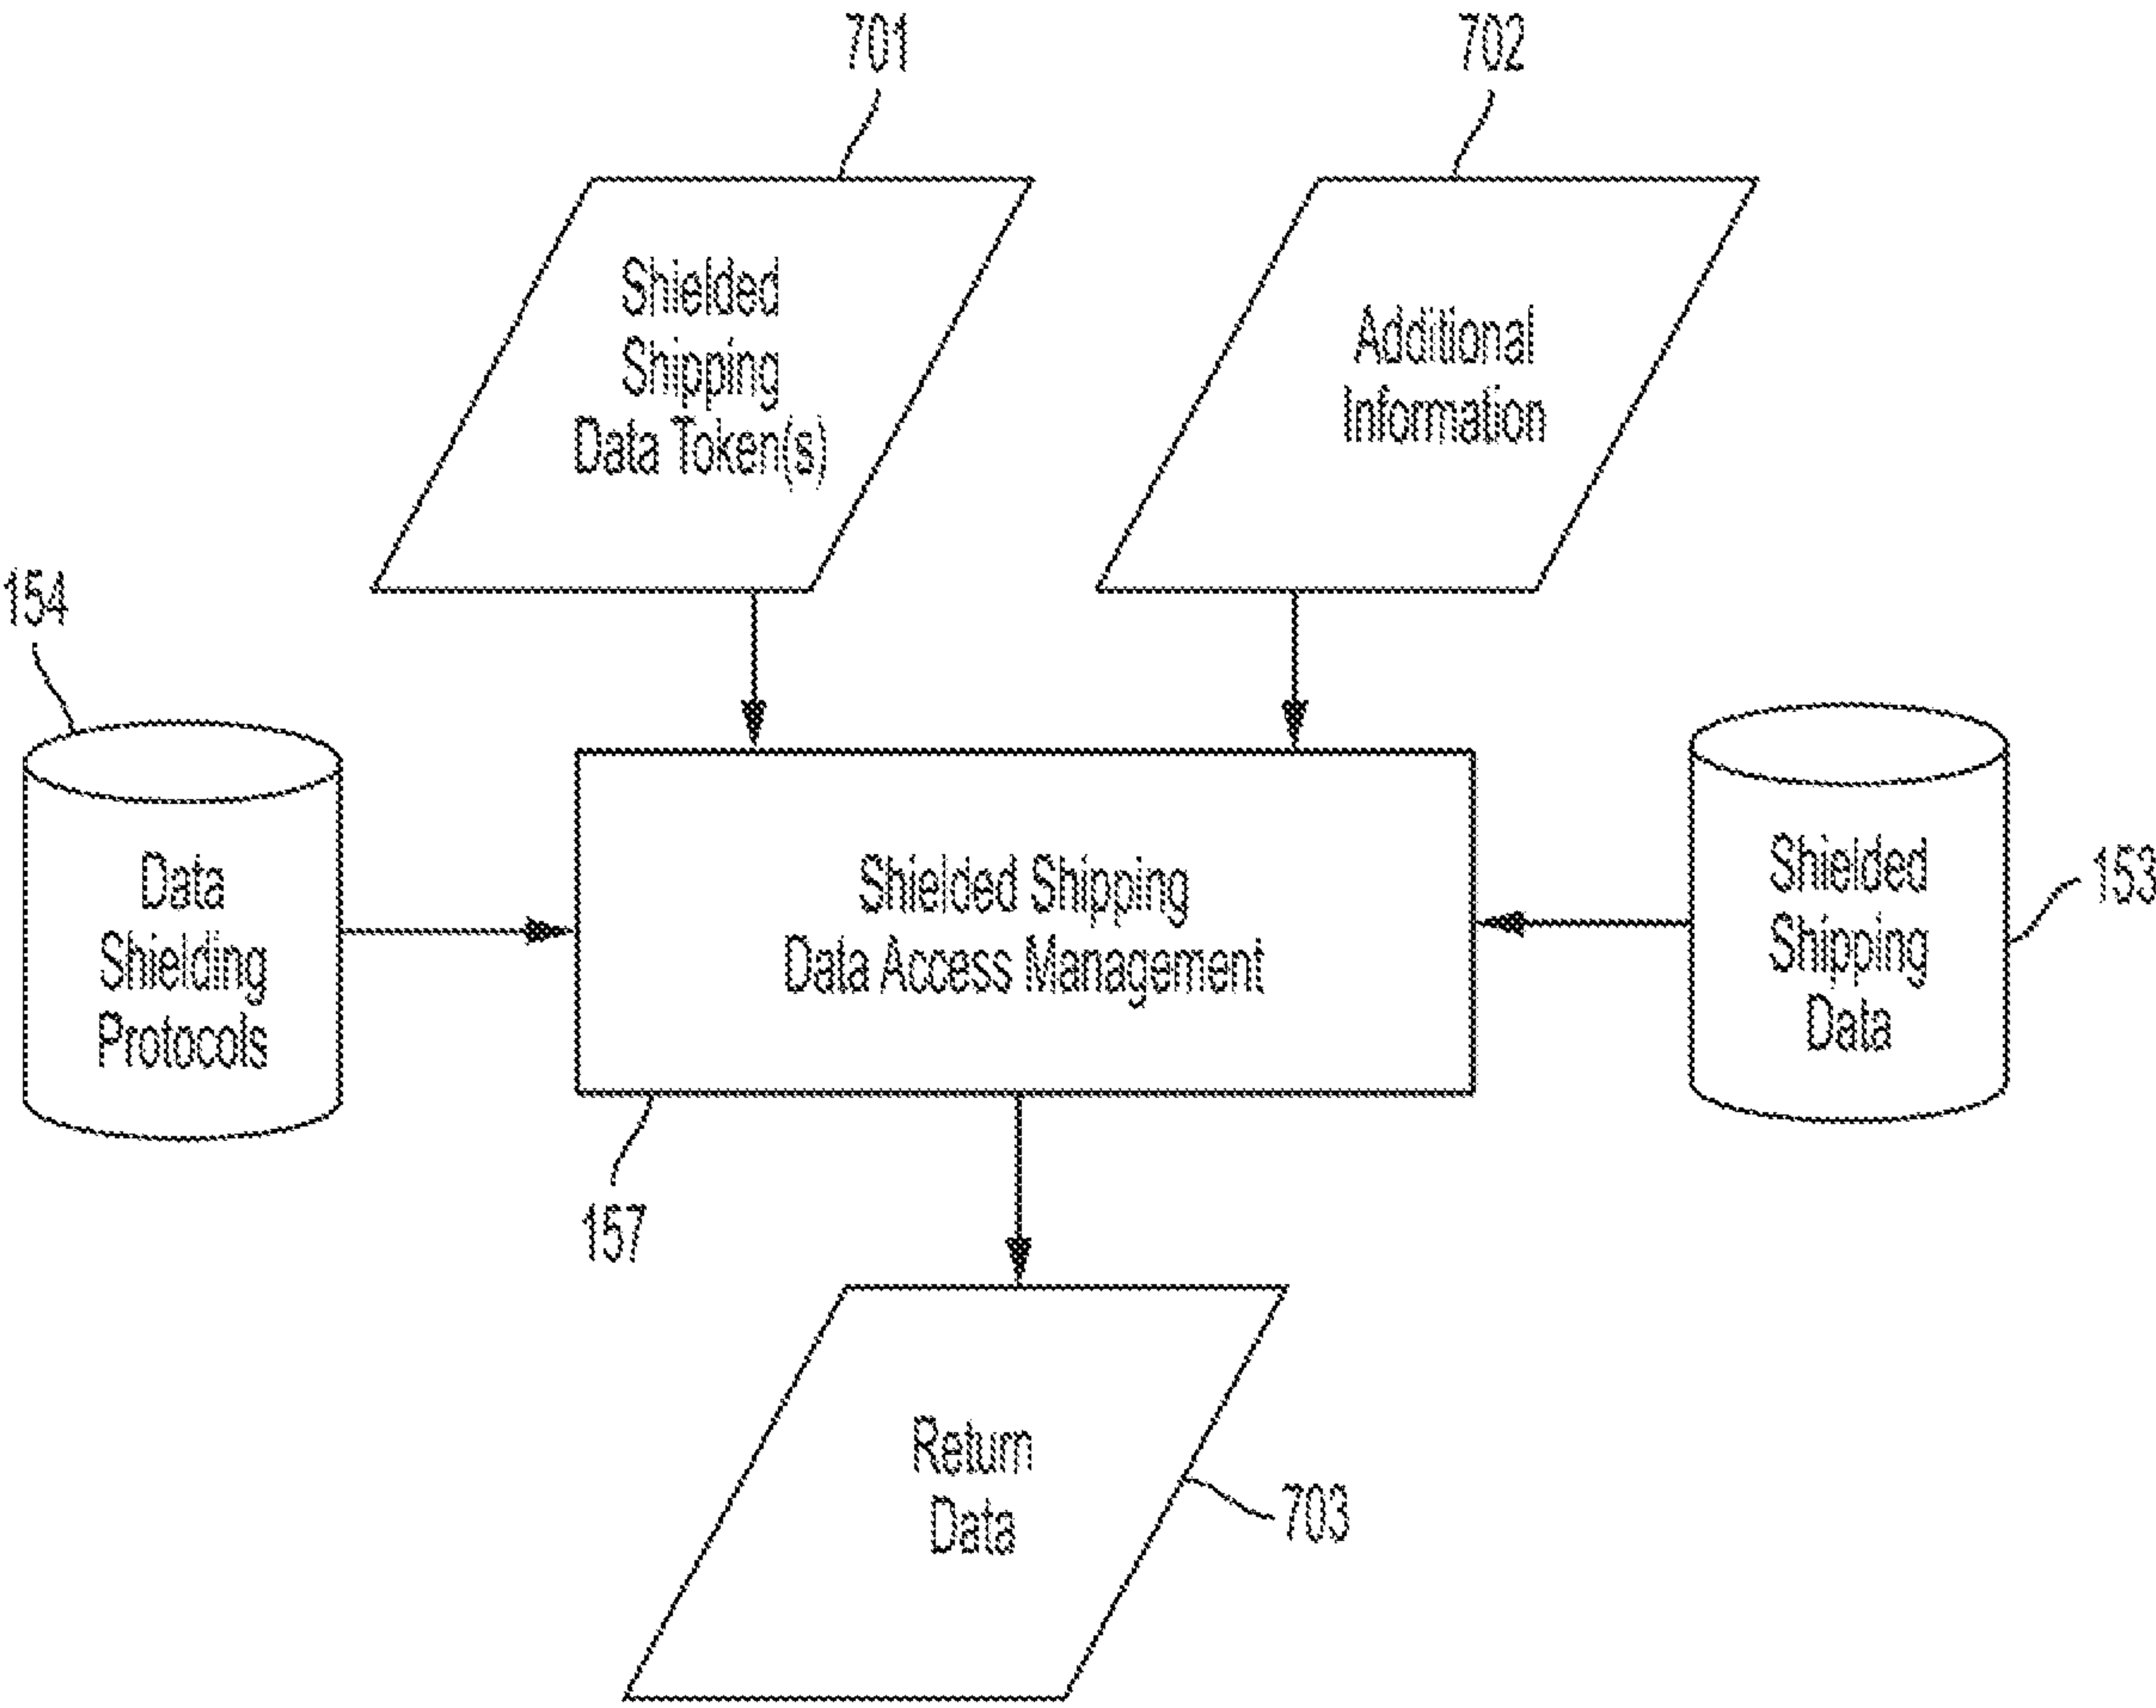 701
702
Shielded
Shipping
Data Token(s)
Additional
Information
154
Data
Shielding
Protocols
Shielded Shipping
Data Access Management
Shielded
Shipping
Data
153
157
Return
Data
703